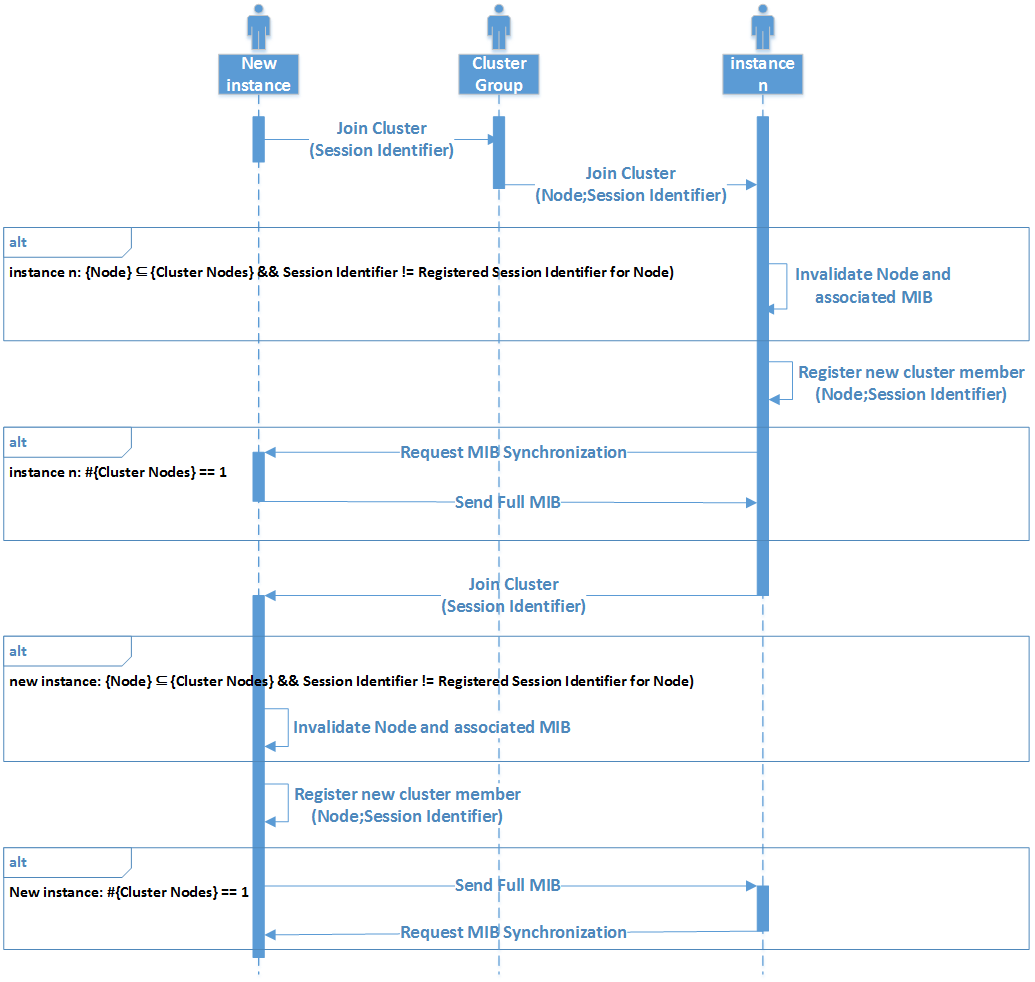 New
instance
Cluster
Group
instance
n
Join Cluster
(Session Identifier)
Join Cluster
(Node;Session Identifier)
alt
instance n: {Node} ⊆ {Cluster Nodes} && Session Identifier != Registered Session Identifier for Node)
Invalidate Node and
associated MIB
Register new cluster member
(Node;Session Identifier)
alt
Request MIB Synchronization
instance n: #{Cluster Nodes} == 1
Send Full MIB
Join Cluster
(Session Identifier)
alt
new instance: {Node} ⊆ {Cluster Nodes} && Session Identifier != Registered Session Identifier for Node)
Invalidate Node and associated MIB
Register new cluster member
(Node;Session Identifier)
alt
Send Full MIB
New instance: #{Cluster Nodes} == 1
Request MIB Synchronization